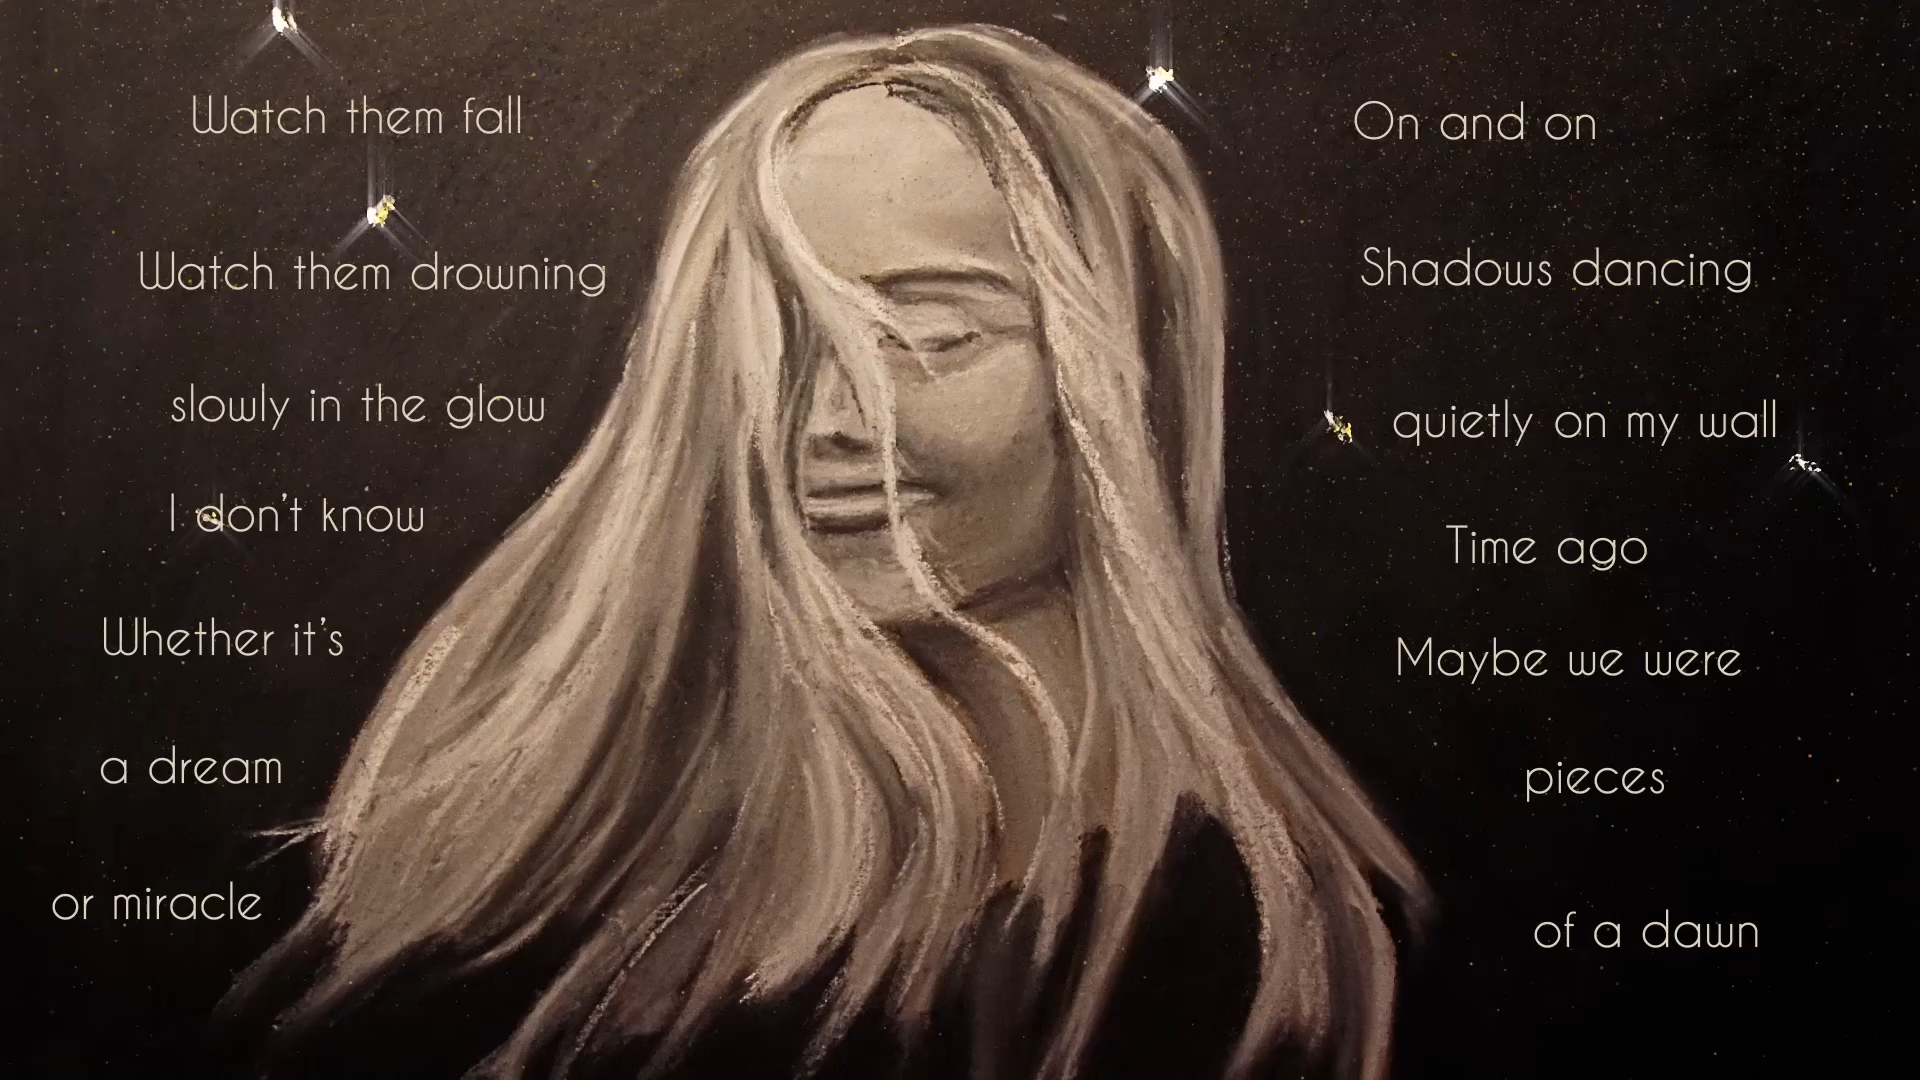 Watch them fall
Watch them drowning
slowly in the glow
I don't know
Whether it's
a dream
or miracle
On and on
Shadows dancing
quietly on my wall
Time ago
Maybe we were
pieces
of a dawn